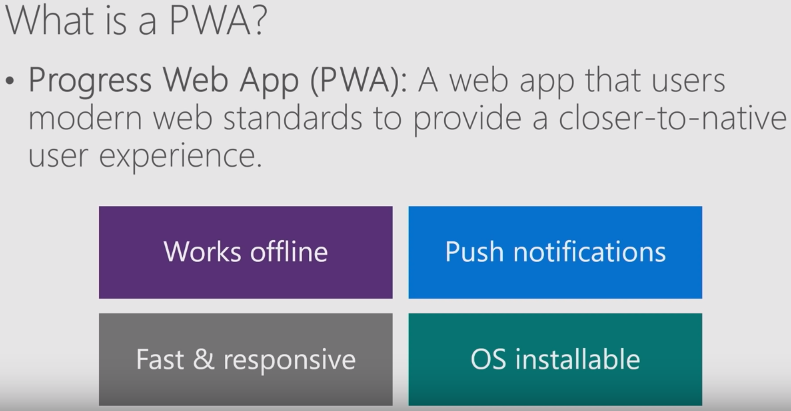 What is a PWA?
• Progress Web App (PWA): A web app that users
modern web standards to provide a closer-to-native
user experience.
Works offline
Push notifications
Fast & responsive
OS installable